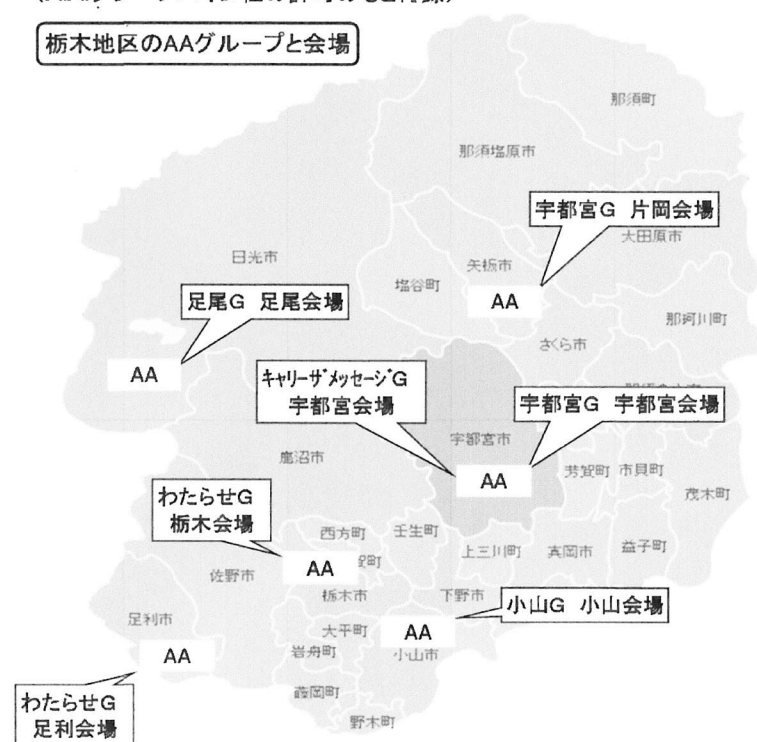 栃木地区のAAグループと会場
那須町
那須塩原市
宇都宮G 片岡会場
大田原市
日光市
矢板市
塩谷町
AA
足尾G 足尾会場
那珂川町
さくら市
AA
キャリーザメッセージG
宇都宮会場
宇都宮G 宇都宮会場
宇都宮市
鹿沼市
芳賀町
市貝町
AA
茂木町
わたらせG
栃木会場
西方町
壬生町
上三川町
真岡市
益子町
AA
賀町
佐野市
栃木市
下野市
小山G 小山会場
足利市
大平町
AA
AA
岩舟町
小山市
藤岡町
わたらせG
足利会場
野木町